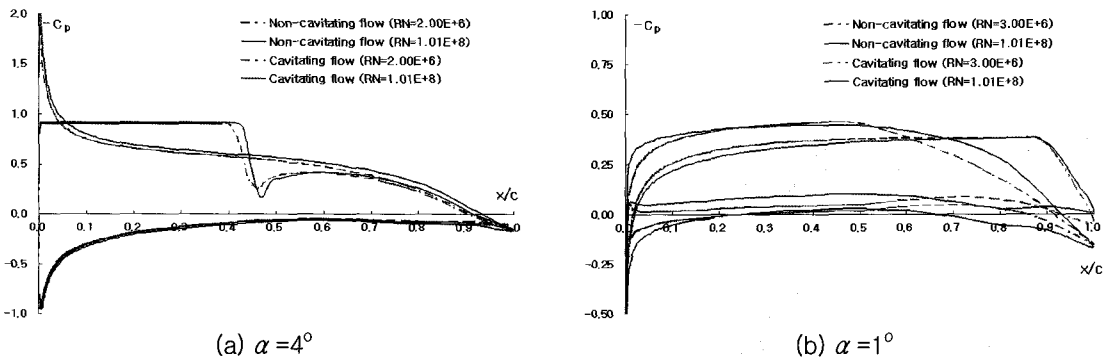 2.0
1.5
1.0
0.5
0.0
-0.5
-1.0
-Cp
Non-cavitating flow (RN=2.00E+6)
Non-cavitating flow (RN=1.01E+8)
Cavitating flow (RN=2.00E+6)
Cavitating flow (RN=1.01E+8)
0.0 0.1 0.2 0.3 0.4 0.5 0.6 0.7 0.8 0.9 1.0
x/c
(a) α=4°
1.00
0.75
0.50
0.25
0.00
-0.25
-0.50
-Cp
Non-cavitating flow (RN=3.00E+6)
Non-cavitating flow (RN=1.01E+8)
Cavitating flow (RN=3.00E+6)
Cavitating flow (RN=1.01E+8)
0.0 0.1 0.2 0.3 0.4 0.5 0.6 0.7 0.8 0.9 1.0
x/c
(b) α=1°